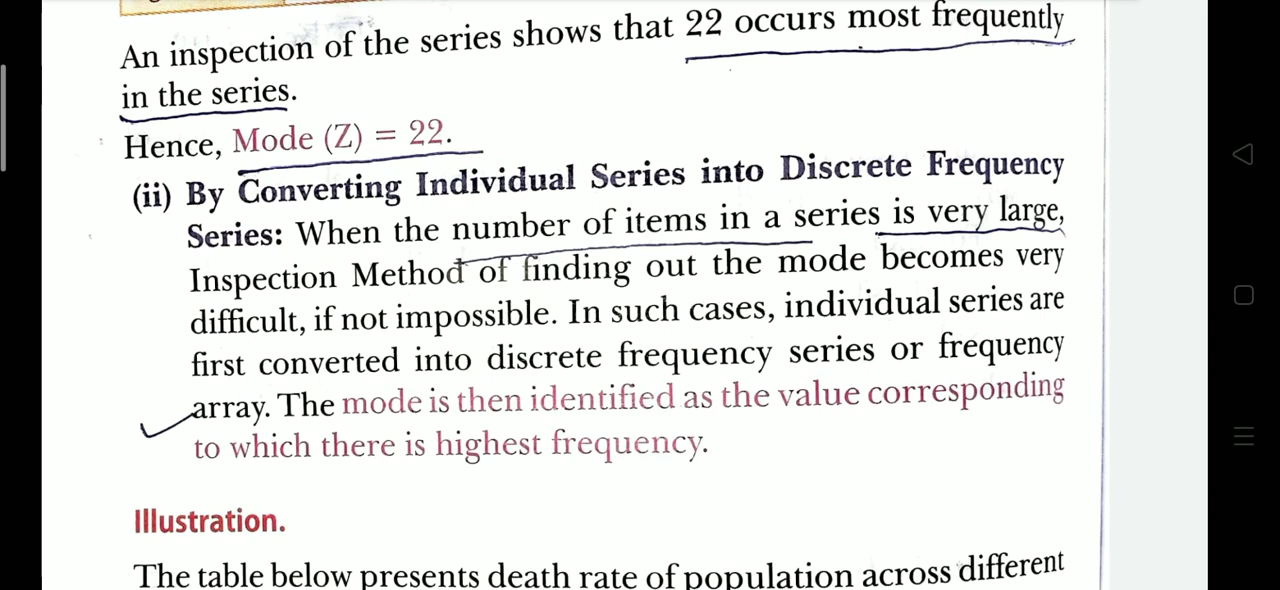 An inspection of the series shows that 22 occurs most frequently
in the series.
Hence, Mode (Z) = 22.
(ii) By Converting Individual Series into Discrete Frequency
Series: When the number of items in a series is very large,
Inspection Method of finding out the mode becomes very
difficult, if not impossible. In such cases, individual series are
first converted into discrete frequency series or frequency
array. The mode is then identified as the value corresponding
to which there is highest frequency.
Illustration.
The table below presents death rate of population across different